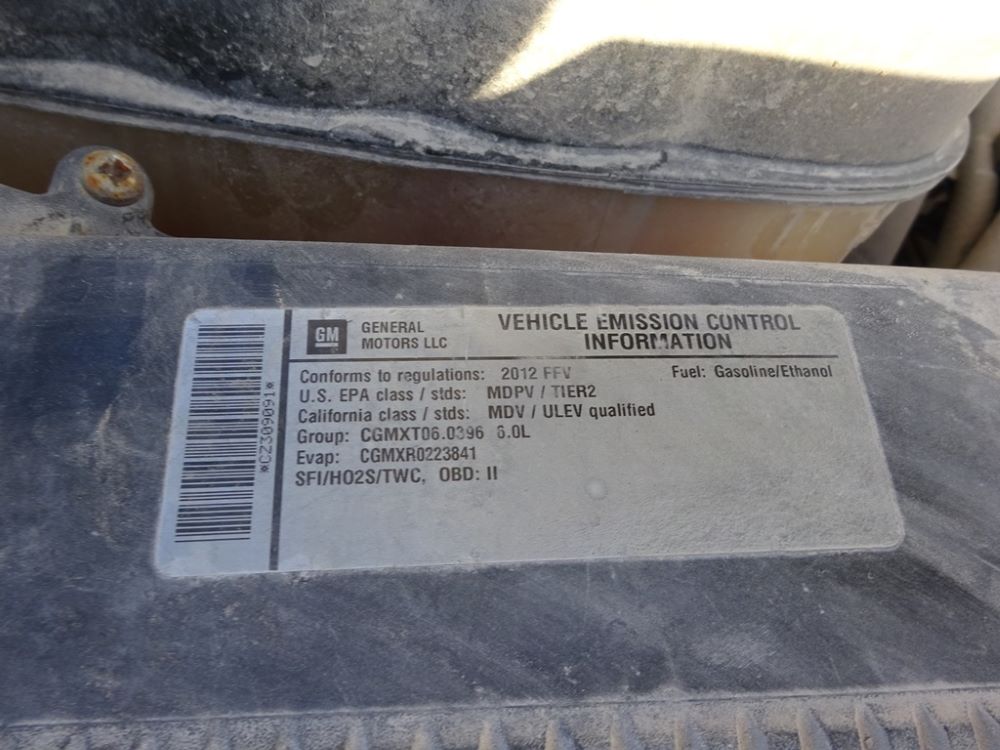 GM
GENERAL
MOTORS LLC
VEHICLE EMISSION CONTROL
INFORMATION
Conforms to regulations: 2012 FFV
Fuel: Gasoline/Ethanol
U.S. EPA class / stds: MDPV / TIER2
California class / stds: MDV / ULEV qualified
Group: CGMXT06.0396 6.0L
Evap: CGMXR0223841
SFI/HO2S/TWC, OBD: II
*CZ309091*